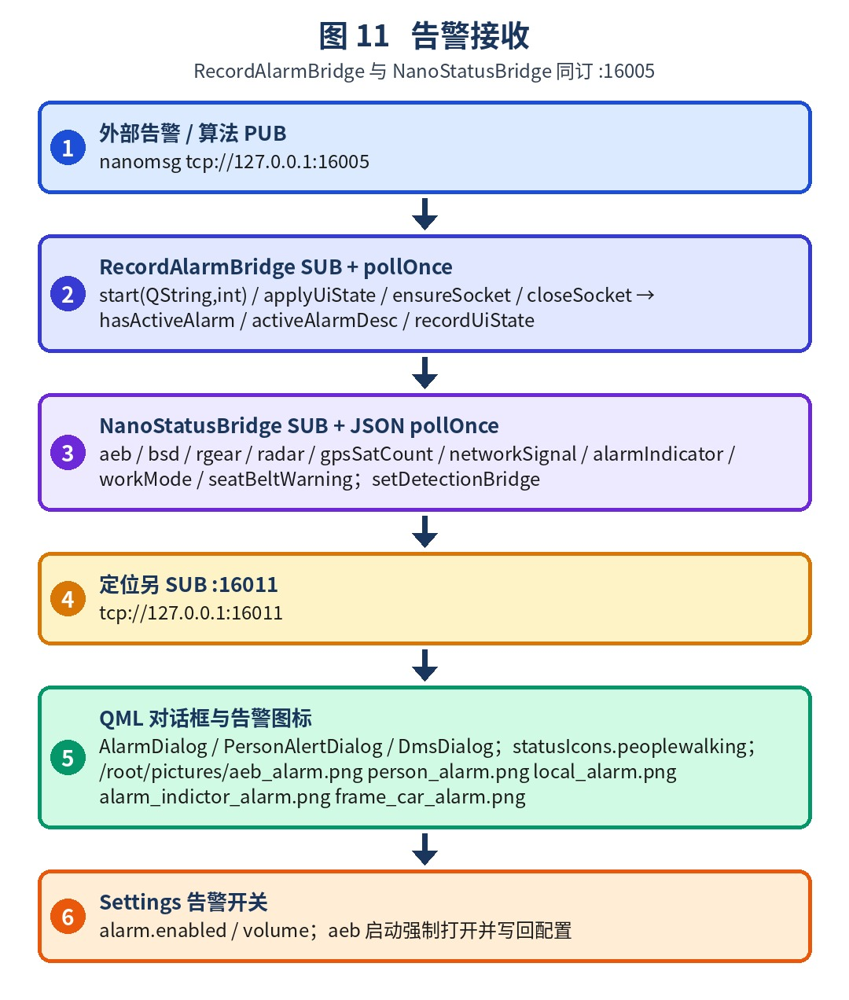 图 11 告警接收
RecordAlarmBridge 与 NanoStatusBridge 同订 :16005
1
外部告警 / 算法 PUB
nanomsg tcp://127.0.0.1:16005
2
RecordAlarmBridge SUB + pollOnce
start(QString,int) / applyUiState / ensureSocket / closeSocket →
hasActiveAlarm / activeAlarmDesc / recordUiState
3
NanoStatusBridge SUB + JSON pollOnce
aeb / bsd / rgear / radar / gpsSatCount / networkSignal / alarmIndicator /
workMode / seatBeltWarning；setDetectionBridge
4
定位另 SUB :16011
tcp://127.0.0.1:16011
5
QML 对话框与告警图标
AlarmDialog / PersonAlertDialog / DmsDialog；statusIcons.peoplewalking；
/root/pictures/aeb_alarm.png person_alarm.png local_alarm.png
alarm_indictor_alarm.png frame_car_alarm.png
6
Settings 告警开关
alarm.enabled / volume；aeb 启动强制打开并写回配置